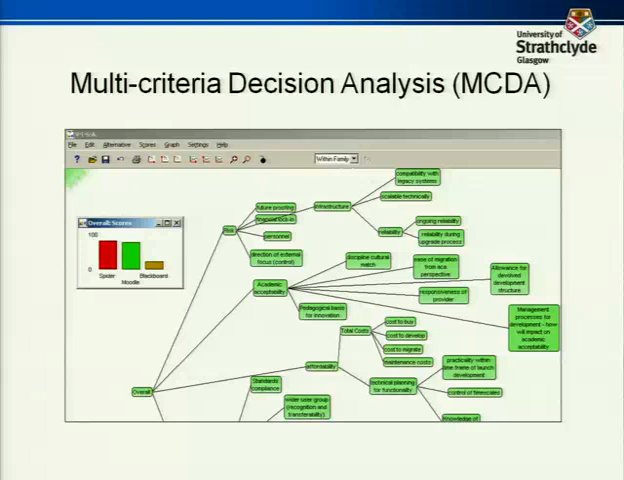 University of
Strathclyde
Glasgow
Multi-criteria Decision Analysis (MCDA)
File Edit Alternative Scores Graph Settings Help
Within Family
Overall: Scores
100
0
Spider
Moodle
Blackboard
compatibility with
legacy systems
scalable technically
future proofing
financial lock-in
infrastructure
Risk
personnel
ongoing reliability
reliability
reliability during
upgrade process
direction of external
focus (control)
discipline cultural
match
ease of migration
from ace
perspective
Allowance for
devolved
development
structure
Academic
acceptability
responsiveness of
provider
Pedagogical basis
for innovation
Management
processes for
development - how
will impact on
academic
acceptability
Total Costs
cost to buy
cost to develop
cost to migrate
maintenance costs
affordability
practicality within
time frame of launch
development
technical planning
for functionality
control of timescales
Overall
Standards
compliance
wider user group
(recognition and
transferability)
knowledge of